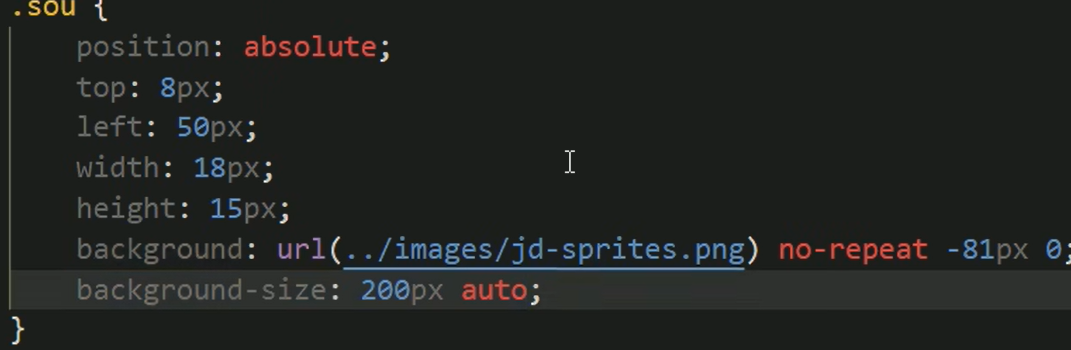 .sou {
position: absolute;
top: 8px;
left: 50px;
width: 18px;
height: 15px;
background: url(../images/jd-sprites.png) no-repeat -81px 0;
background-size: 200px auto;
}